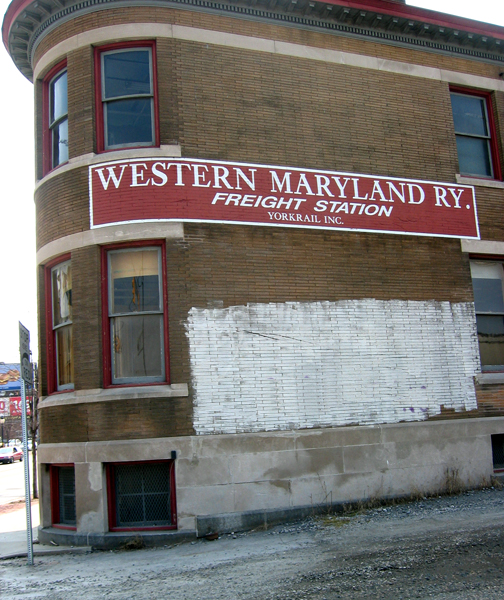 WESTERN MARYLAND RY.
FREIGHT STATION
YORKRAIL INC.